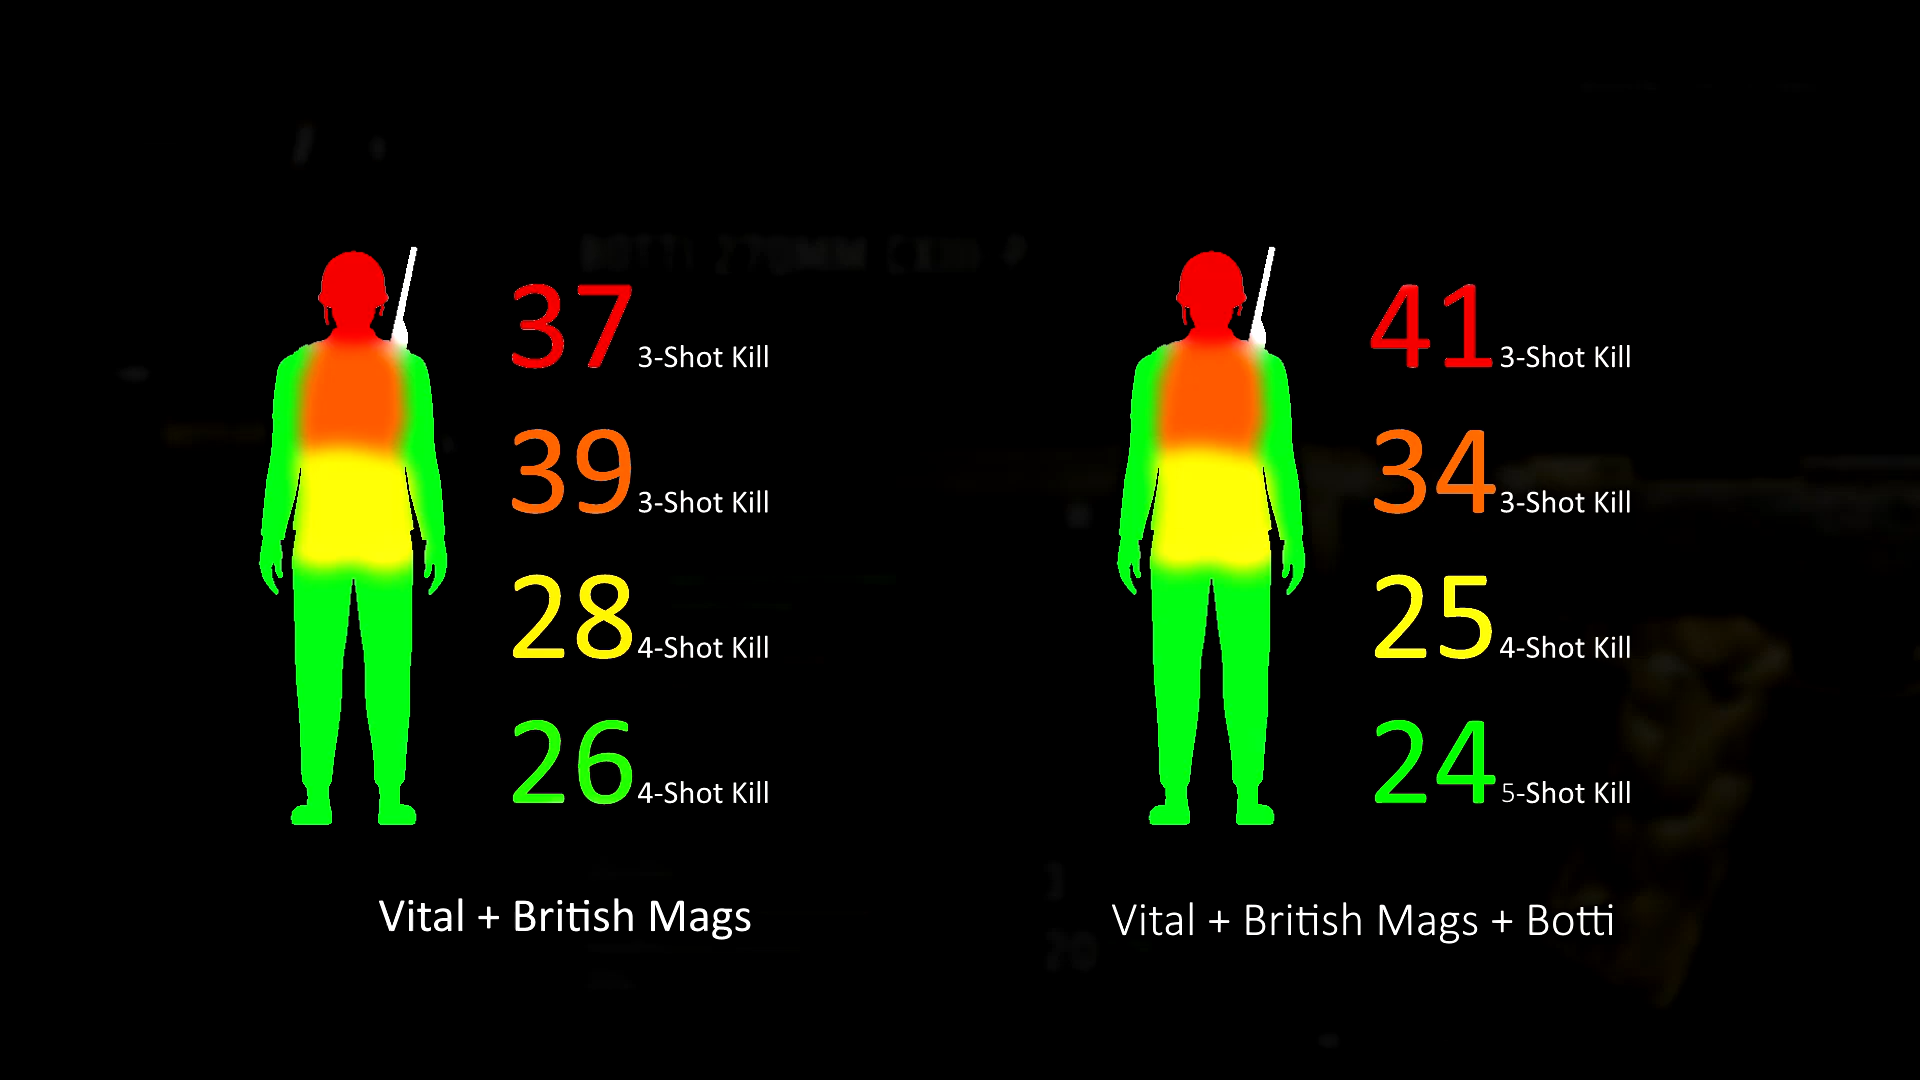 37 3-Shot Kill
39 3-Shot Kill
28 4-Shot Kill
26 4-Shot Kill
Vital + British Mags
41 3-Shot Kill
34 3-Shot Kill
25 4-Shot Kill
24 5-Shot Kill
Vital + British Mags + Botti